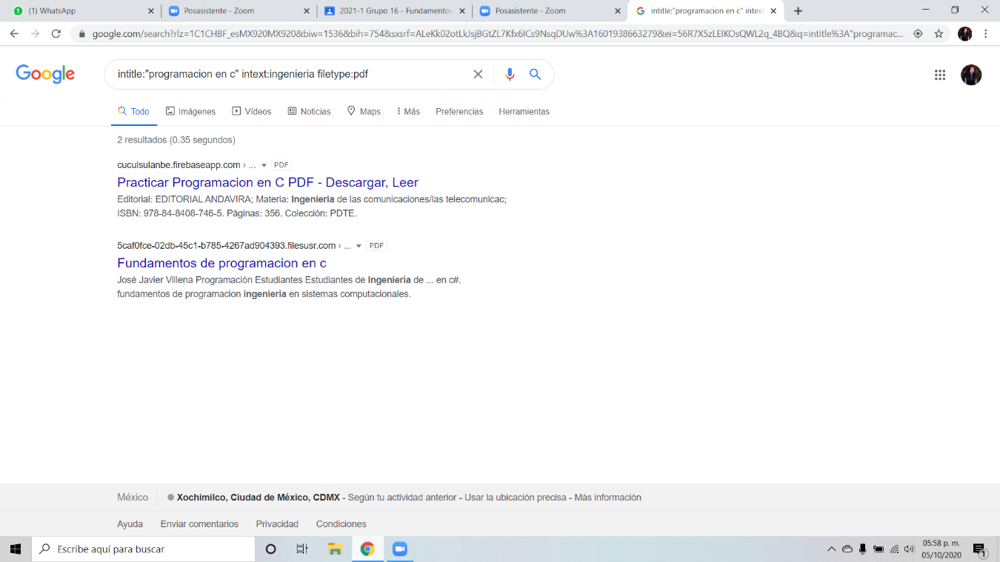 (1) WhatsApp
Posasistente - Zoom
2021-1 Grupo 16 - Fundamentos
Posasistente - Zoom
intitle:"programacion en c" intext
google.com/search?rlz=1C1CHBF_esMX920MX920&biw=1536&bih=754&sxsrf=ALeKk02otLkJsjBGtZL7Kfx6ICs9NsqDUw%3A1601938663279&ei=56R7X5zLEIKOsQWL2q_4BQ&q=intitle%3A"programac...
Google
intitle:"programacion en c" intext:ingenieria filetype:pdf
Todo
Imágenes
Vídeos
Noticias
Maps
Más
Preferencias
Herramientas
2 resultados (0.35 segundos)
cuculsulanbe.firebaseapp.com › ... PDF
Practicar Programacion en C PDF - Descargar, Leer
Editorial: EDITORIAL ANDAVIRA; Materia: Ingeniería de las comunicaciones/las telecomunicac;
ISBN: 978-84-8408-746-5. Páginas: 356. Colección: PDTE.
5caf0fce-02db-45c1-b785-4267ad904393.filesusr.com › ... PDF
Fundamentos de programacion en c
José Javier Villena Programación Estudiantes Estudiantes de Ingeniería de ... en c#.
fundamentos de programacion ingenieria en sistemas computacionales.
México
Xochimilco, Ciudad de México, CDMX - Según tu actividad anterior - Usar la ubicación precisa - Más información
Ayuda
Enviar comentarios
Privacidad
Condiciones
Escribe aquí para buscar
05:58 p. m.
05/10/2020
1